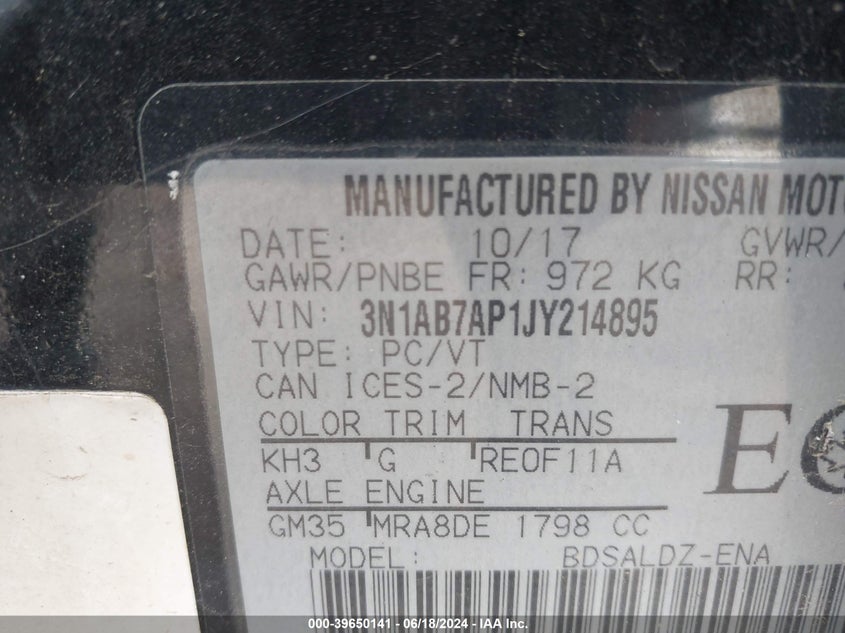 MANUFACTURED BY NISSAN
DATE: 10/17 GVWR/
GAWR/PNBE FR: 972 KG RR:
VIN: 3N1AB7AP1JY214895
TYPE: PC/VT
CAN ICES-2/NMB-2
COLOR TRIM TRANS
KH3 G RE0F11A
AXLE ENGINE
GM35 MRA8DE 1798 CC
MODEL: BDSALDZ-ENA
000-39650141 - 06/18/2024 - IAA Inc.